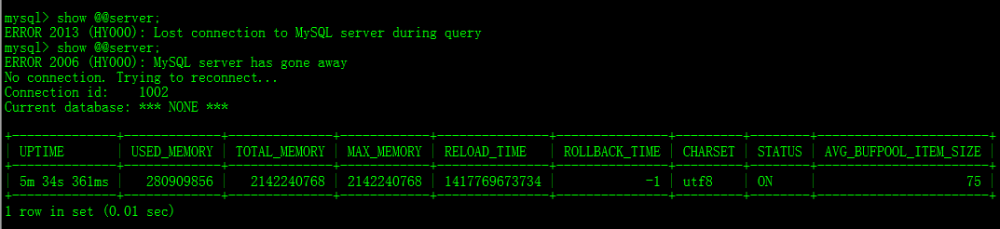 mysql> show @@server;
ERROR 2013 (HY000): Lost connection to MySQL server during query
mysql> show @@server;
ERROR 2006 (HY000): MySQL server has gone away
No connection. Trying to reconnect...
Connection id:    1002
Current database: *** NONE ***
+--------------+-------------+--------------+------------+---------------+---------------+---------+--------+-----------------------+
| UPTIME       | USED_MEMORY | TOTAL_MEMORY | MAX_MEMORY | RELOAD_TIME   | ROLLBACK_TIME | CHARSET | STATUS | AVG_BUFPOOL_ITEM_SIZE |
+--------------+-------------+--------------+------------+---------------+---------------+---------+--------+-----------------------+
| 5m 34s 361ms |   280909856 |   2142240768 | 2142240768 | 1417769673734 |            -1 | utf8    | ON     |                    75 |
+--------------+-------------+--------------+------------+---------------+---------------+---------+--------+-----------------------+
1 row in set (0.01 sec)